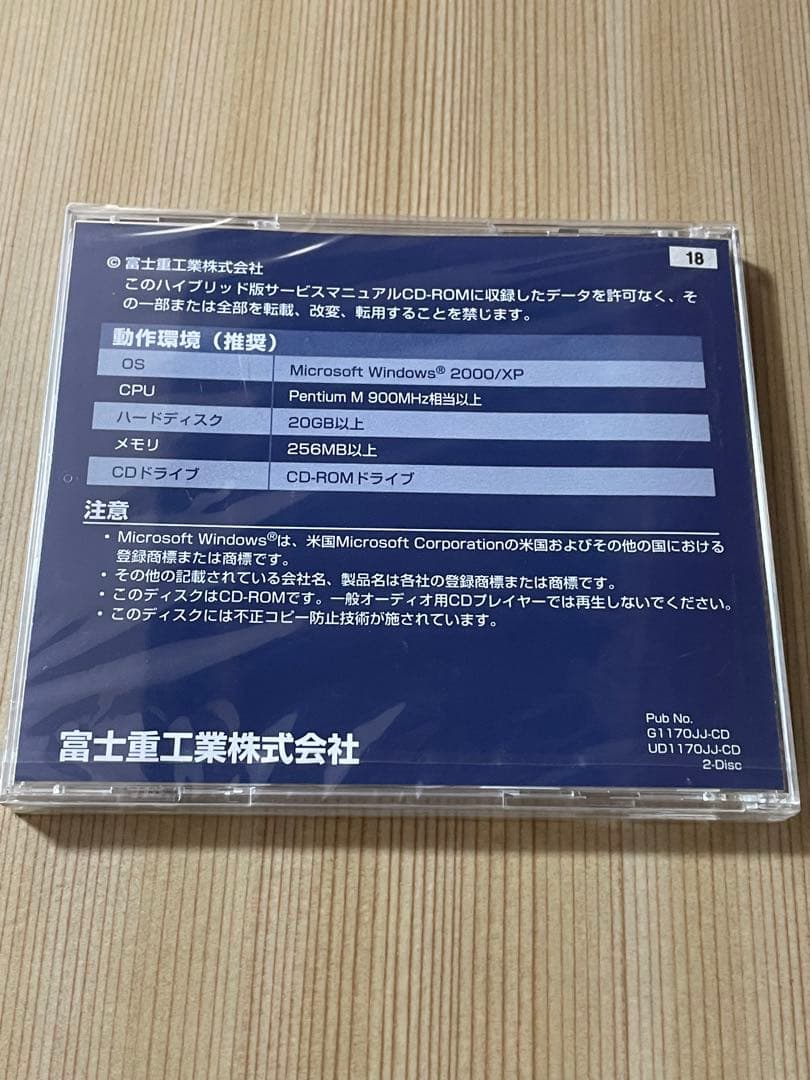 18
© 富士重工業株式会社
このハイブリッド版サービスマニュアルCD-ROMに収録したデータを許可なく、そ
の一部または全部を転載、改変、転用することを禁じます。
動作環境（推奨）
OS Microsoft Windows® 2000/XP
CPU Pentium M 900MHz相当以上
ハードディスク 20GB以上
メモリ 256MB以上
CDドライブ CD-ROMドライブ
注意
・Microsoft Windows®は、米国Microsoft Corporationの米国およびその他の国における
登録商標または商標です。
・その他の記載されている会社名、製品名は各社の登録商標または商標です。
・このディスクはCD-ROMです。一般オーディオ用CDプレイヤーでは再生しないでください。
・このディスクには不正コピー防止技術が施されています。
富士重工業株式会社
Pub No.
G1170JJ-CD
UD1170JJ-CD
2-Disc